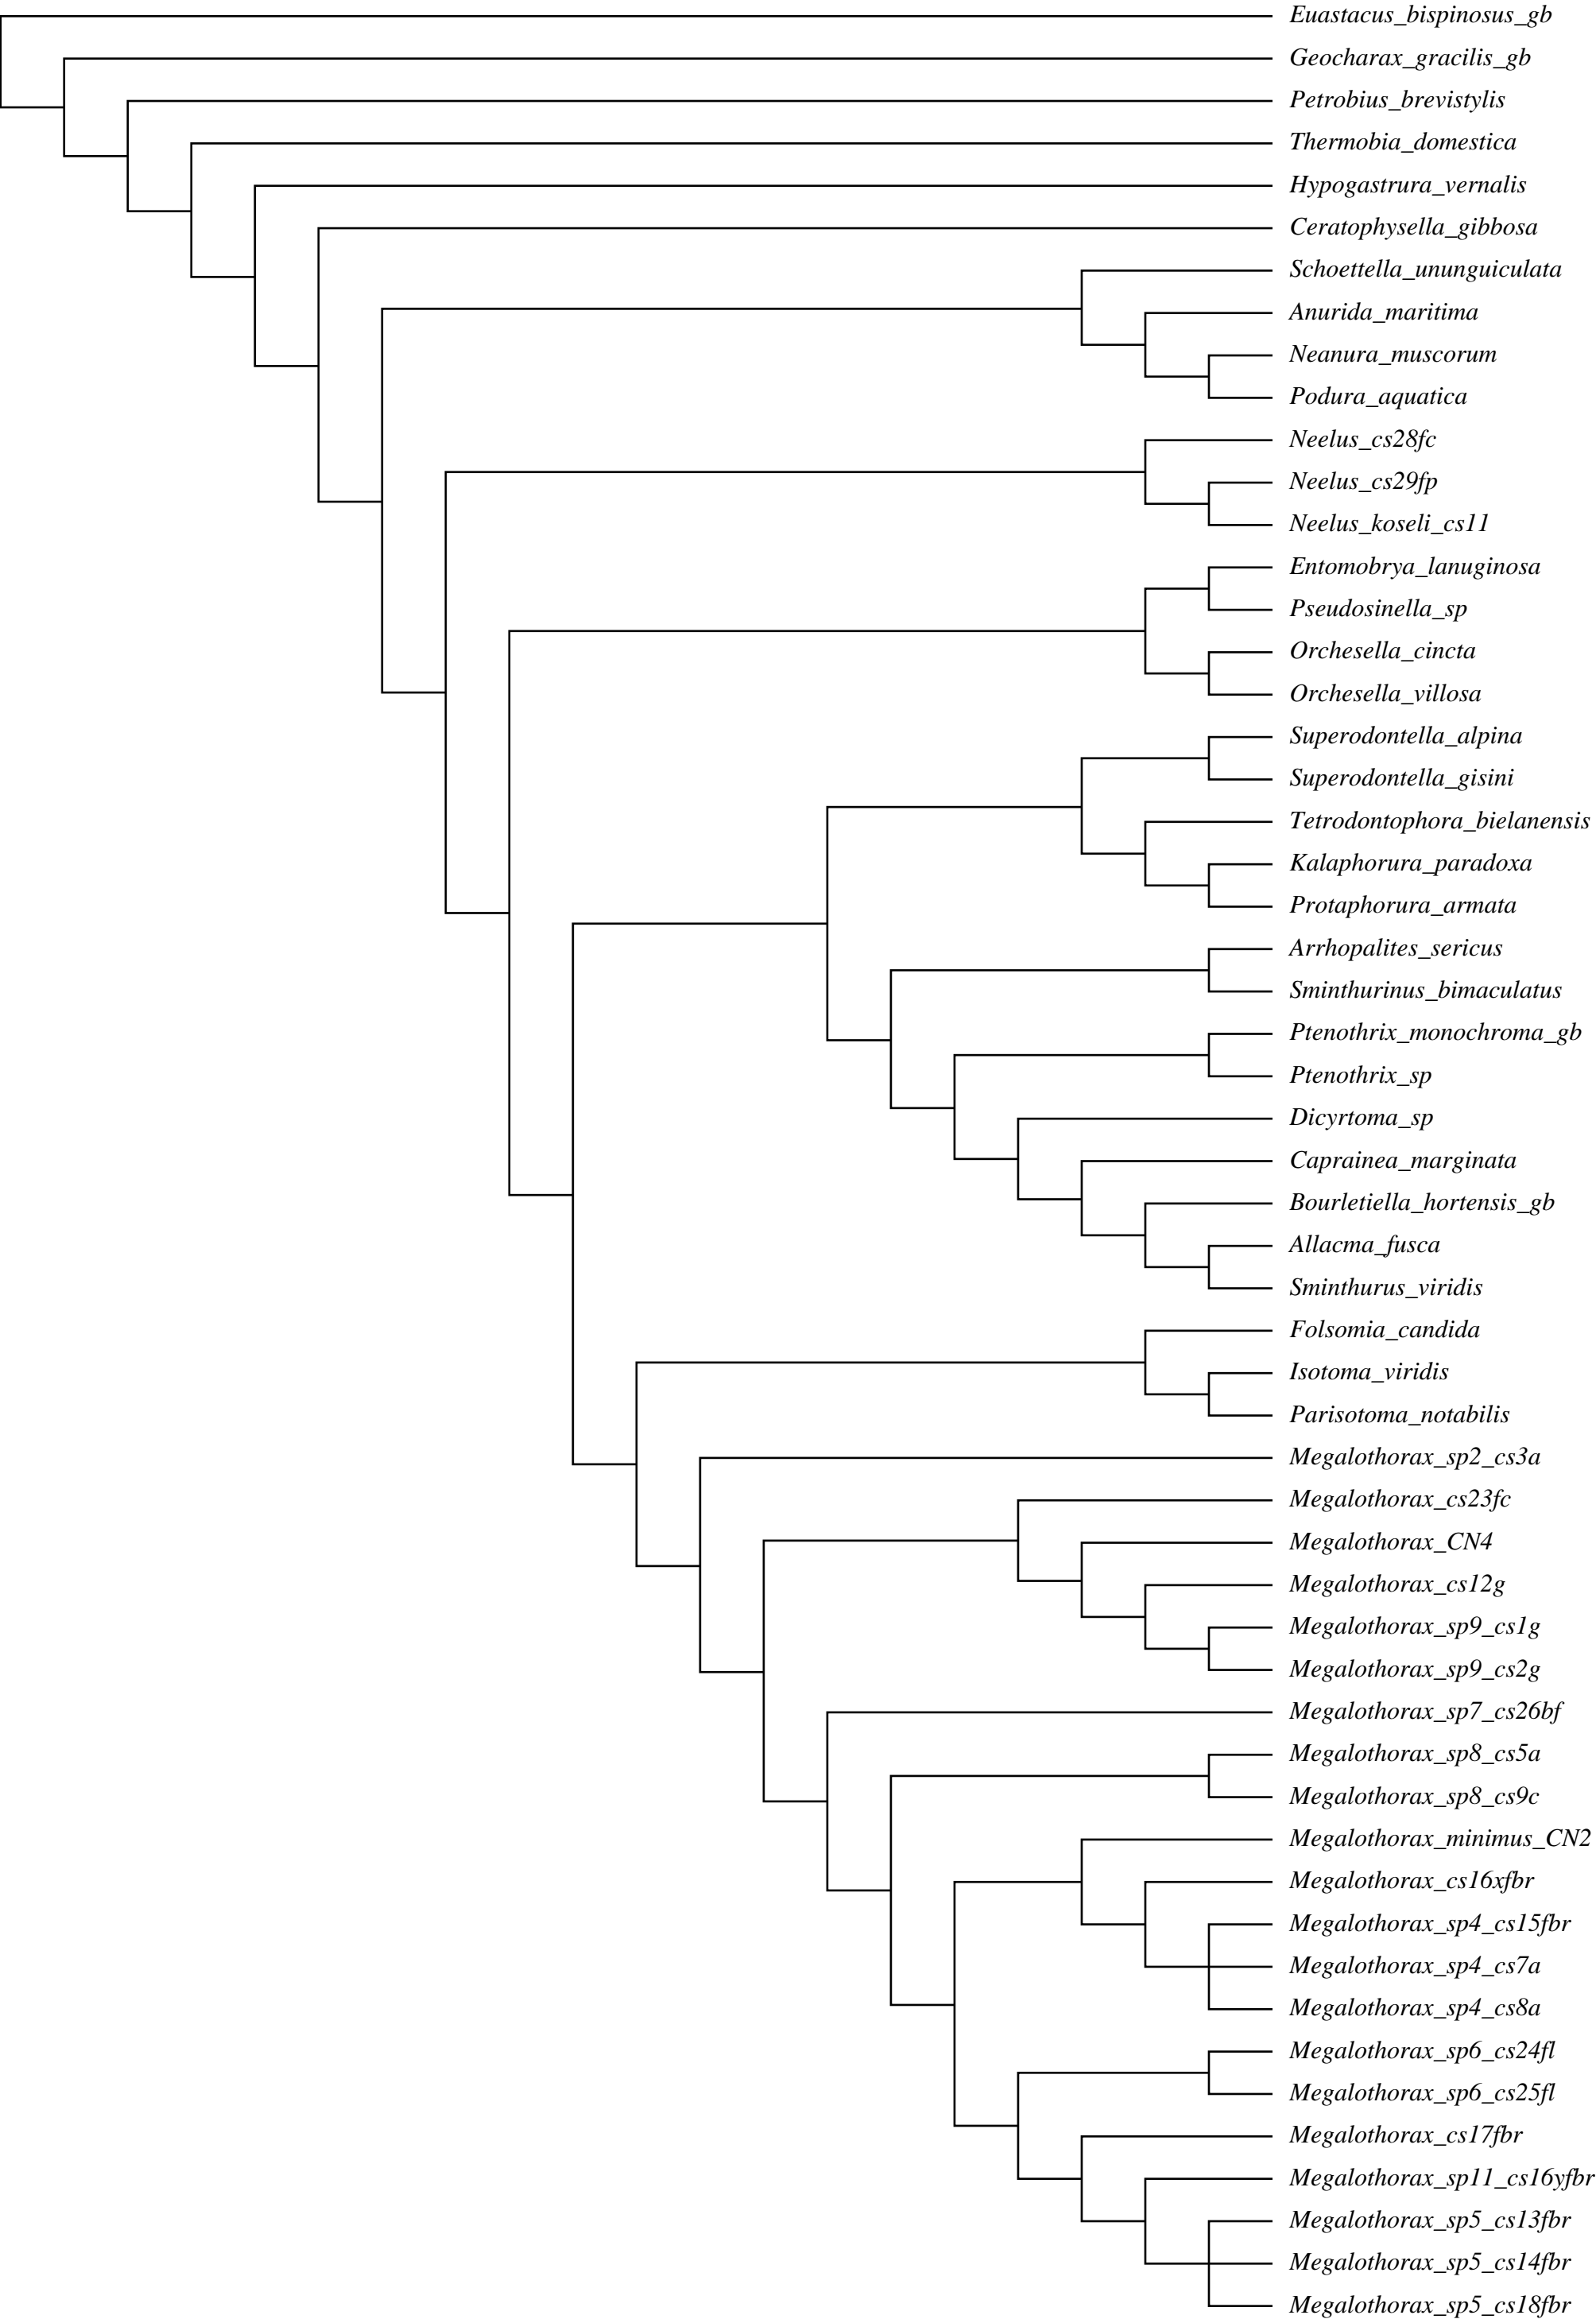 Euastacus_bispinosus_gb
Geocharax_gracilis_gb
Petrobius_brevistylis
Thermobia_domestica
Hypogastrura_vernalis
Ceratophysella_gibbosa
Schoettella_ununguiculata
Anurida_maritima
Neanura_muscorum
Podura_aquatica
Neelus_cs28fc
Neelus_cs29fp
Neelus_koseli_cs11
Entomobrya_lanuginosa
Pseudosinella_sp
Orchesella_cincta
Orchesella_villosa
Superodontella_alpina
Superodontella_gisini
Tetrodontophora_bielanensis
Kalaphorura_paradoxa
Protaphorura_armata
Arrhopalites_sericus
Sminthurinus_bimaculatus
Ptenothrix_monochroma_gb
Ptenothrix_sp
Dicyrtoma_sp
Caprainea_marginata
Bourletiella_hortensis_gb
Allacma_fusca
Sminthurus_viridis
Folsomia_candida
Isotoma_viridis
Parisotoma_notabilis
Megalothorax_sp2_cs3a
Megalothorax_cs23fc
Megalothorax_CN4
Megalothorax_cs12g
Megalothorax_sp9_cs1g
Megalothorax_sp9_cs2g
Megalothorax_sp7_cs26bf
Megalothorax_sp8_cs5a
Megalothorax_sp8_cs9c
Megalothorax_minimus_CN2
Megalothorax_cs16xfbr
Megalothorax_sp4_cs15fbr
Megalothorax_sp4_cs7a
Megalothorax_sp4_cs8a
Megalothorax_sp6_cs24fl
Megalothorax_sp6_cs25fl
Megalothorax_cs17fbr
Megalothorax_sp11_cs16yfbr
Megalothorax_sp5_cs13fbr
Megalothorax_sp5_cs14fbr
Megalothorax_sp5_cs18fbr